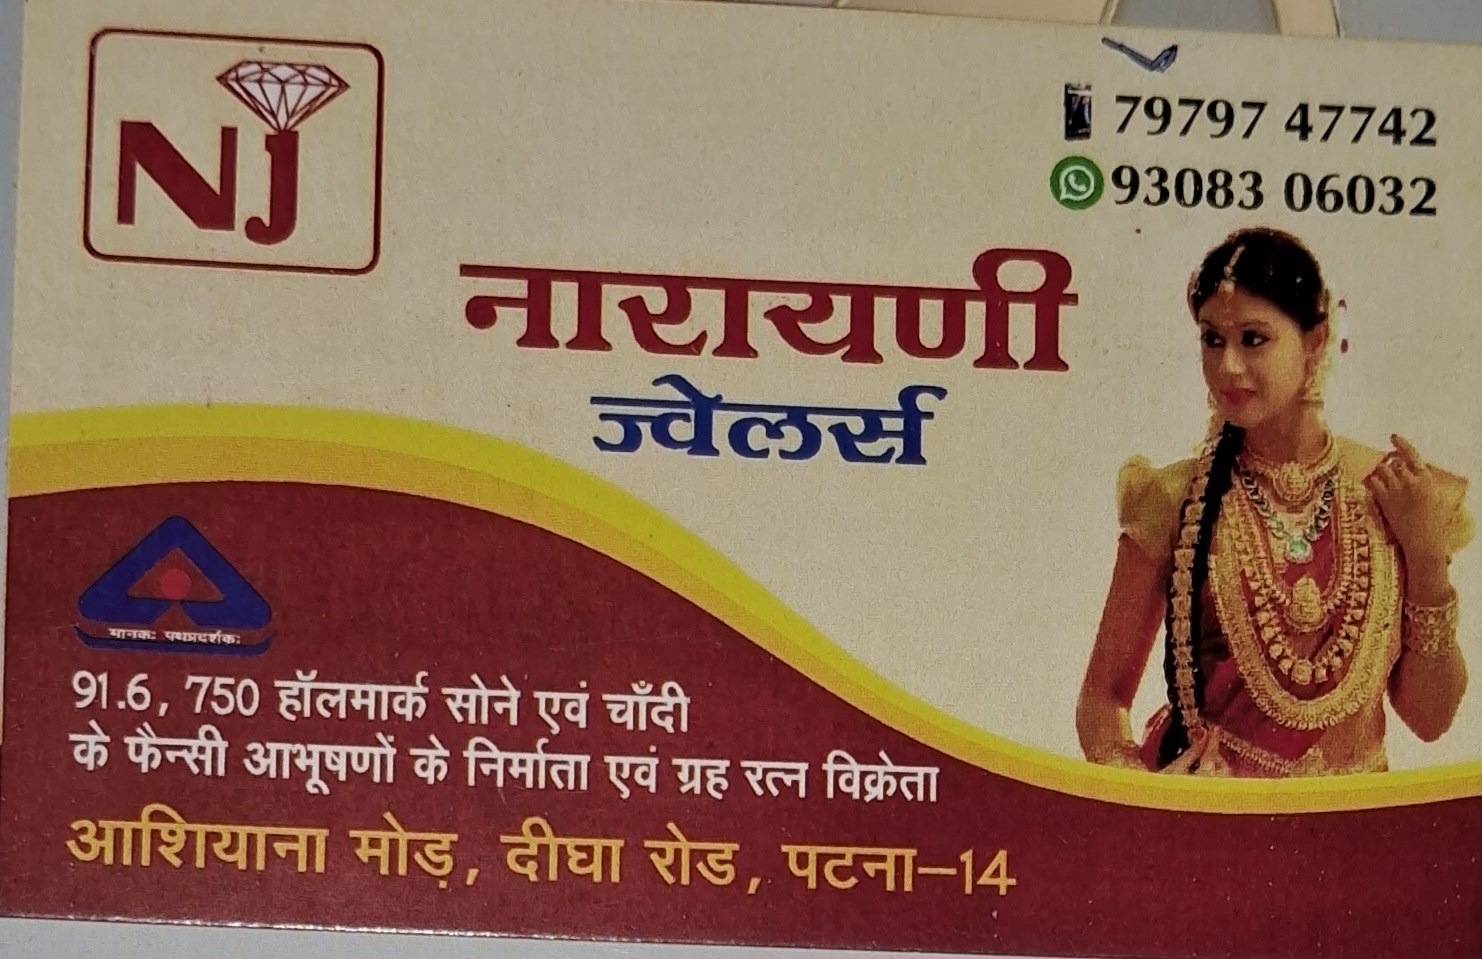 NJ
79797 47742
93083 06032
नारायणी
ज्वेलर्स
मानकः पथप्रदर्शकः
91.6, 750 हॉलमार्क सोने एवं चाँदी
के फैन्सी आभूषणों के निर्माता एवं ग्रह रत्न विक्रेता
आशियाना मोड़, दीघा रोड, पटना-14